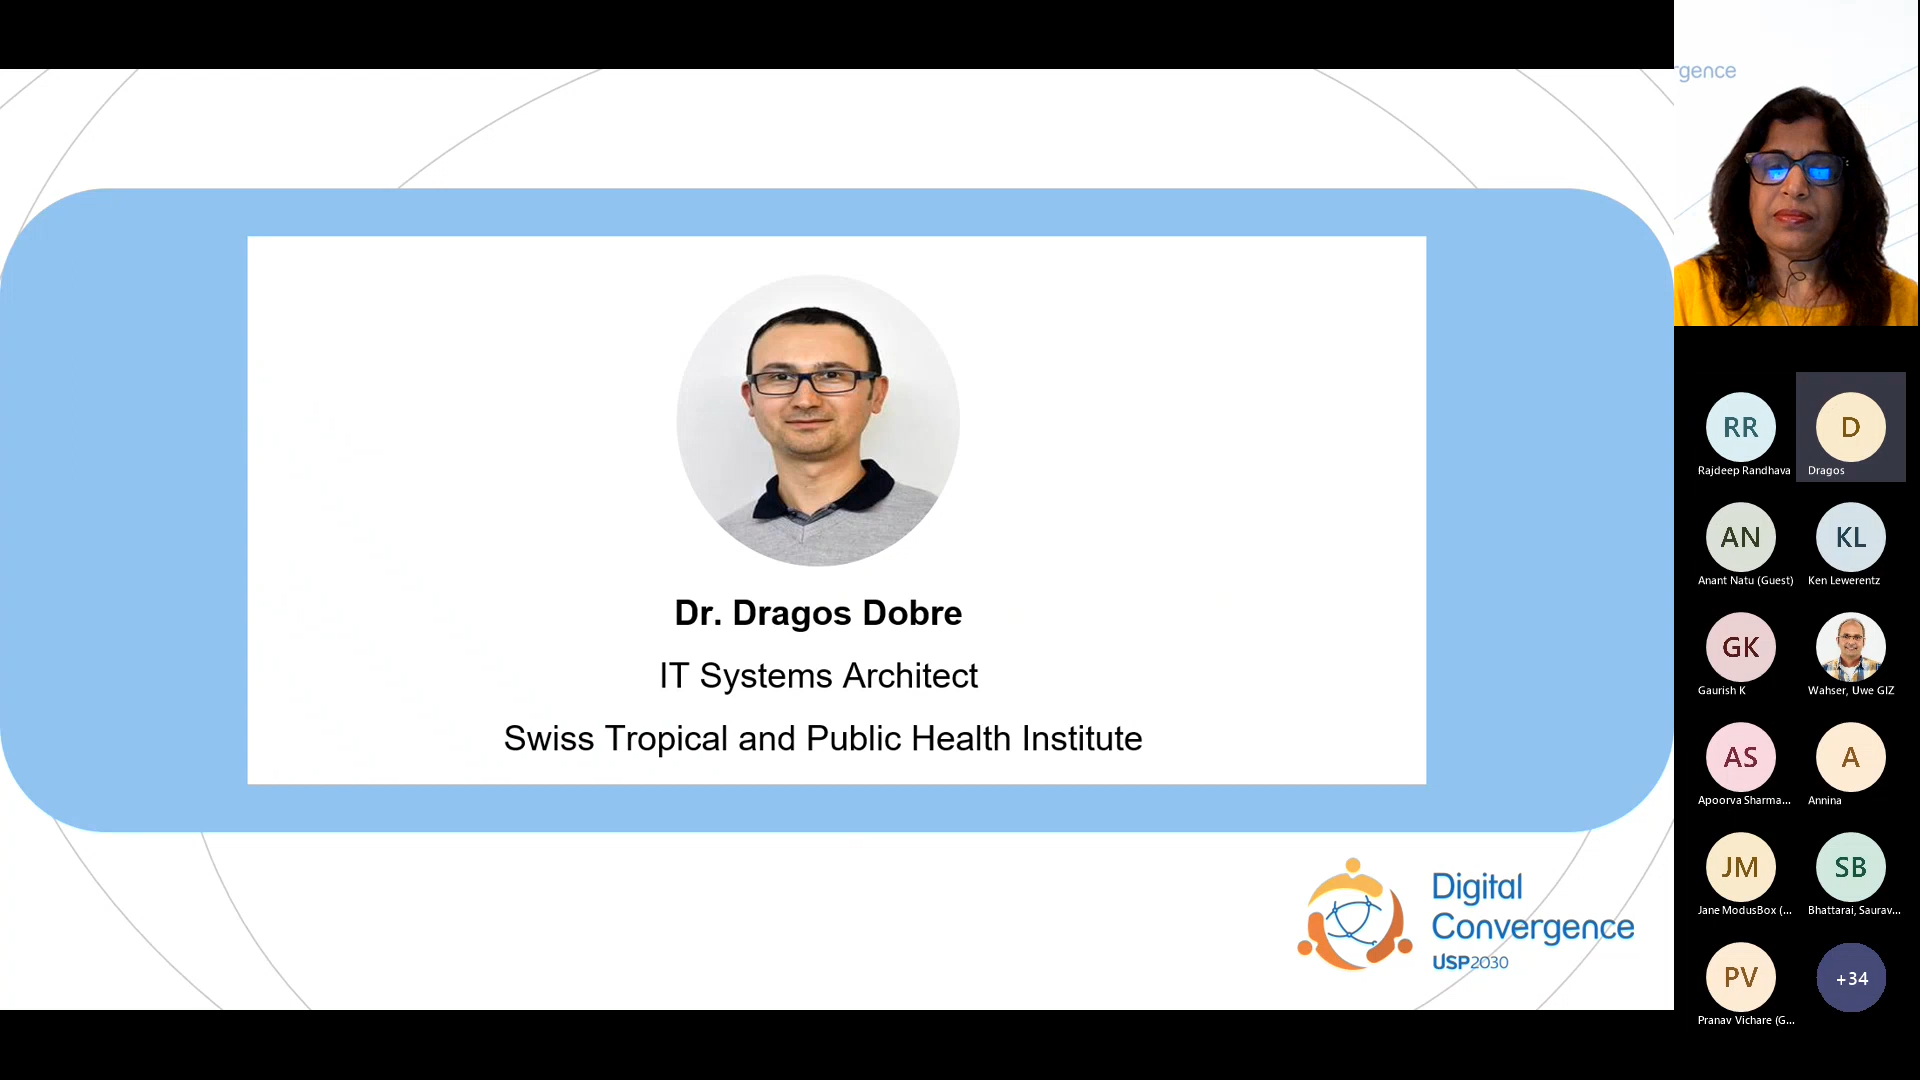 Dr. Dragos Dobre
IT Systems Architect
Swiss Tropical and Public Health Institute
Digital
Convergence
USP2030
rgence
RR
Rajdeep Randhava
D
Dragos
AN
Anant Natu (Guest)
KL
Ken Lewerentz
GK
Gaurish K
Wahser, Uwe GIZ
AS
Apoorva Sharma...
A
Annina
JM
Jane ModusBox (...
SB
Bhattarai, Saurav...
PV
Pranav Vichare (G...
+34